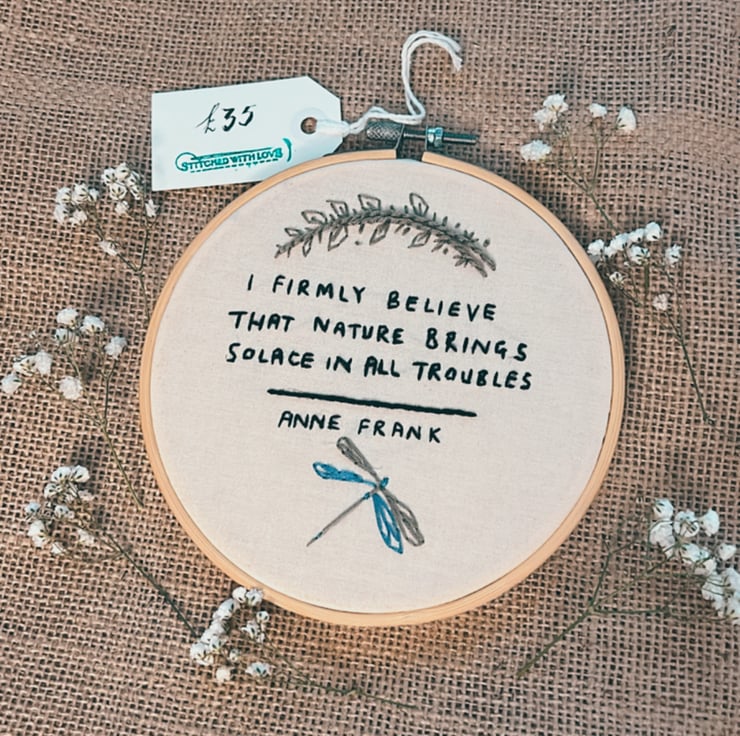 £35
STITCHED WITH LOVE
I FIRMLY BELIEVE
THAT NATURE BRINGS
SOLACE IN ALL TROUBLES
ANNE FRANK